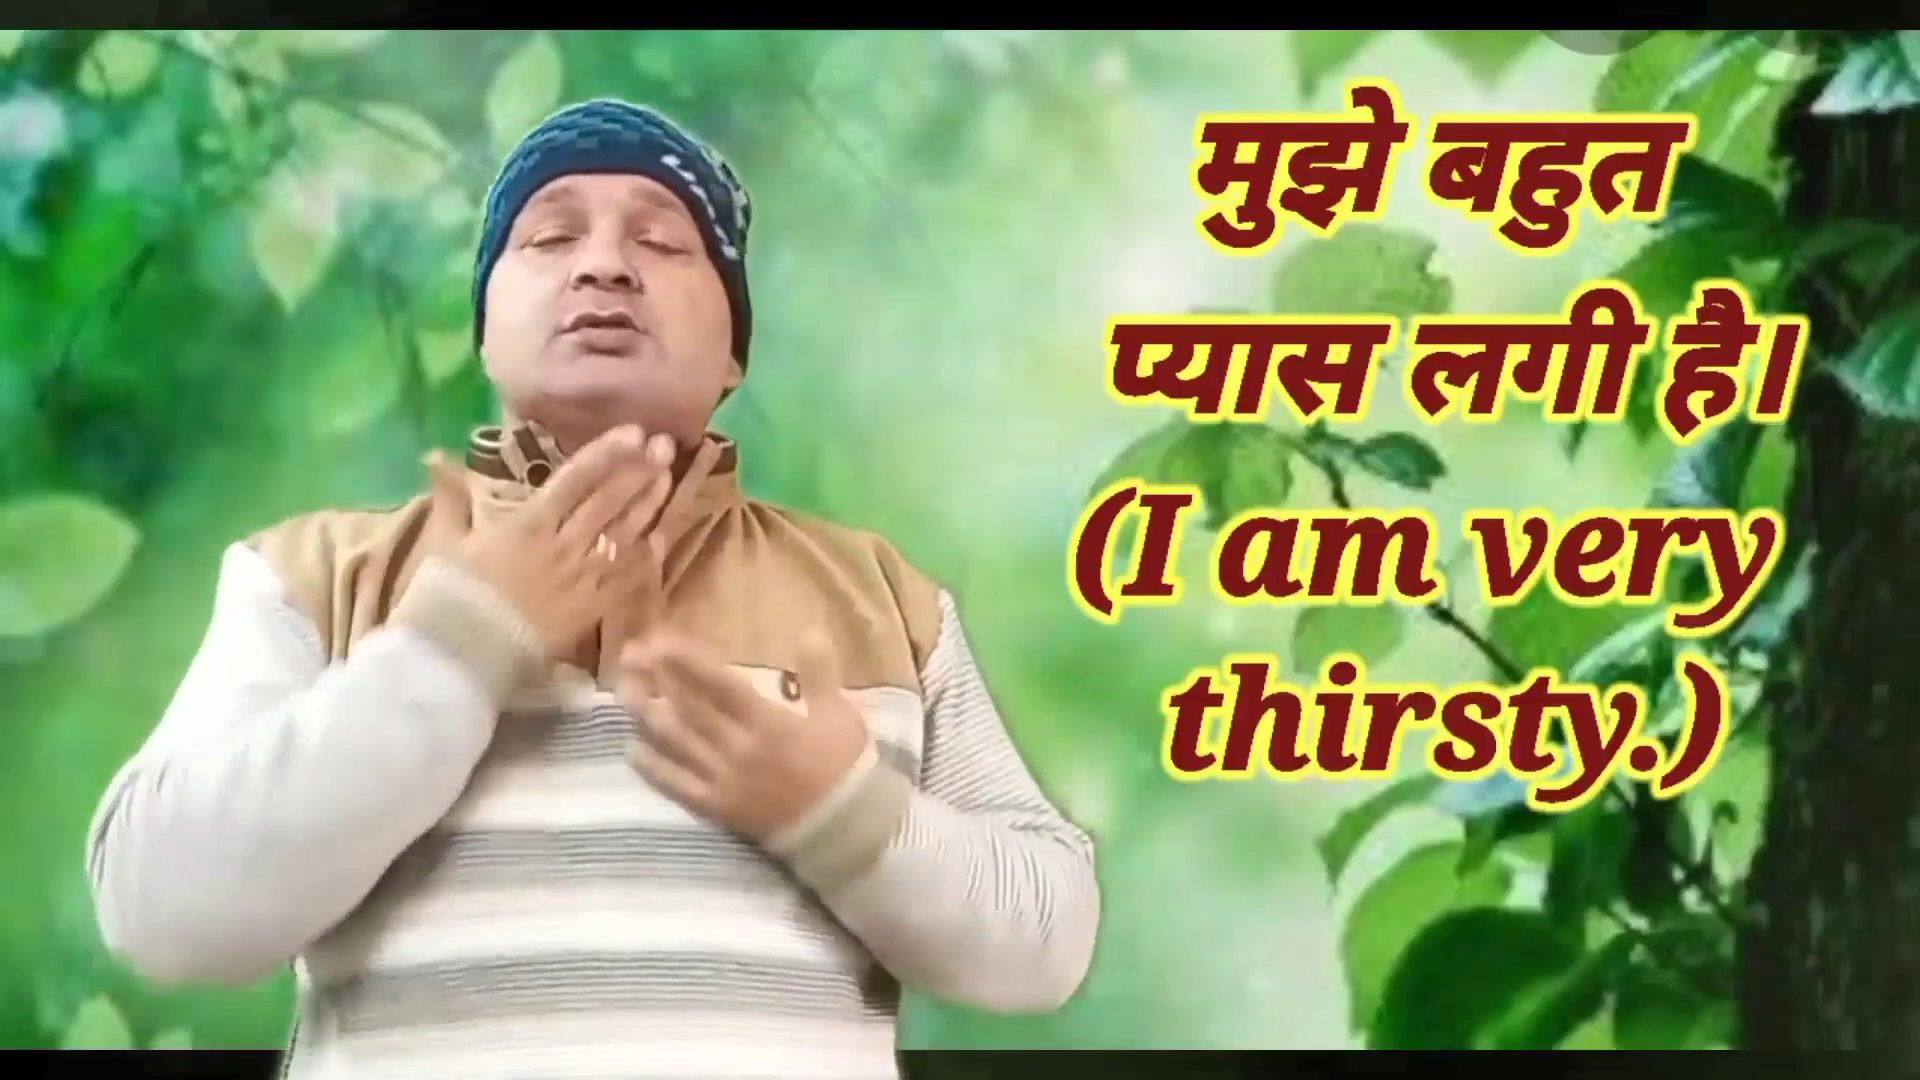 मुझे बहुत
प्यास लगी है।
(I am very
thirsty.)